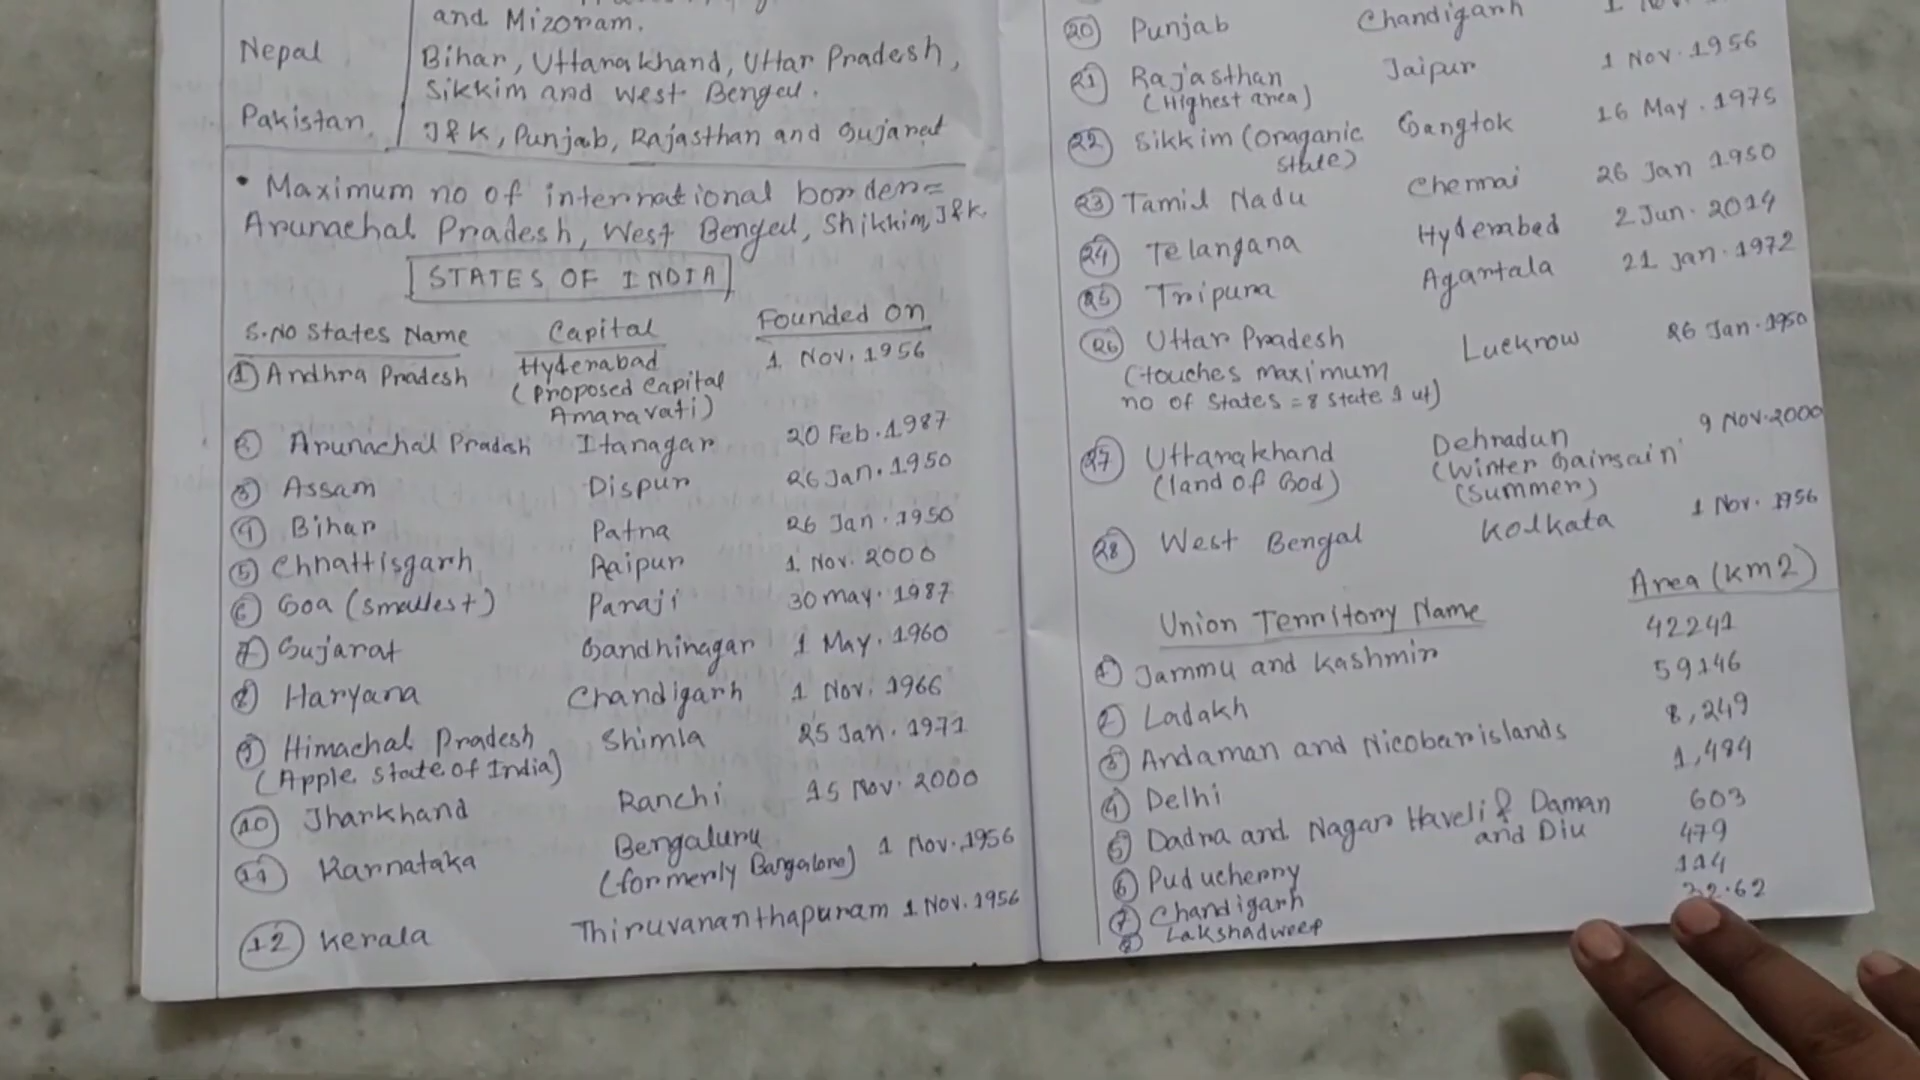 and Mizoram.
Nepal Bihar, Uttarakhand, Uttar Pradesh,
Sikkim and West Bengal.
Pakistan J&K, Punjab, Rajasthan and Gujarat
• Maximum no of international border=
Arunachal Pradesh, West Bengal, Shikkim, J&K.
STATES OF INDIA
S.No States Name Capital Founded On
1 Andhra Pradesh Hyderabad 1 Nov. 1956
(Proposed Capital
Amaravati)
2 Arunachal Pradesh Itanagar 20 Feb. 1987
3 Assam Dispur 26 Jan. 1950
4 Bihar Patna 26 Jan. 1950
5 Chhattisgarh Raipur 1 Nov. 2000
6 Goa (smallest) Panaji 30 may. 1987
7 Gujarat Gandhinagar 1 May. 1960
8 Haryana Chandigarh 1 Nov. 1966
9 Himachal Pradesh Shimla 25 Jan. 1971
(Apple state of India)
10 Jharkhand Ranchi 15 Nov. 2000
11 Karnataka Bengaluru 1 Nov. 1956
(formerly Bangalore)
12 Kerala Thiruvananthapuram 1 Nov. 1956
20 Punjab Chandigarh
21 Rajasthan Jaipur 1 Nov. 1956
(Highest area)
22 Sikkim (Oraganic Gangtok 16 May. 1975
state)
23 Tamil Nadu Chennai 26 Jan 1950
24 Telangana Hyderabad 2 Jun. 2014
25 Tripura Agartala 21 Jan. 1972
26 Uttar Pradesh Lucknow 26 Jan. 1950
(touches maximum
no of states = 8 state 1 ut)
27 Uttarakhand Dehradun 9 Nov. 2000
(land of God) (Winter Gairsain
(Summer)
28 West Bengal Kolkata 1 Nov. 1956
Union Territory Name Area (km2)
1 Jammu and Kashmir 42241
2 Ladakh 59146
3 Andaman and Nicobar islands 8,249
4 Delhi 1,484
5 Dadra and Nagar Haveli & Daman 603
and Diu
6 Puducherry 479
7 Chandigarh 114
8 Lakshadweep 32.62